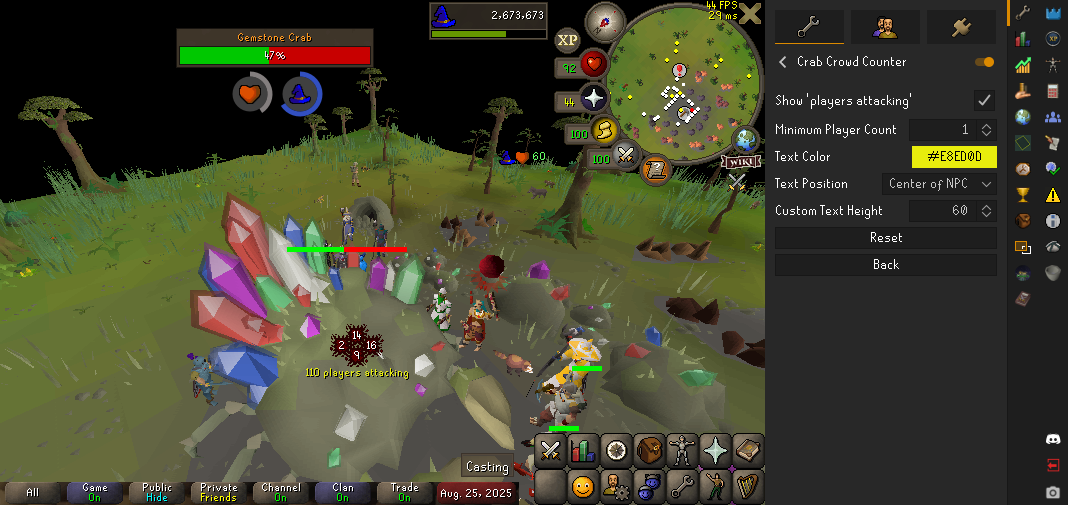 Gemstone Crab
47%
2,673,673
44 FPS
29 ms
XP
92
44
100
100
WIKI
60
14
2
16
9
110 players attacking
Casting
All
Game
On
Public
Hide
Private
Friends
Channel
On
Clan
On
Trade
On
Aug. 25, 2025
Crab Crowd Counter
Show 'players attacking'
Minimum Player Count
1
Text Color
#E8ED0D
Text Position
Center of NPC
Custom Text Height
60
Reset
Back
XP